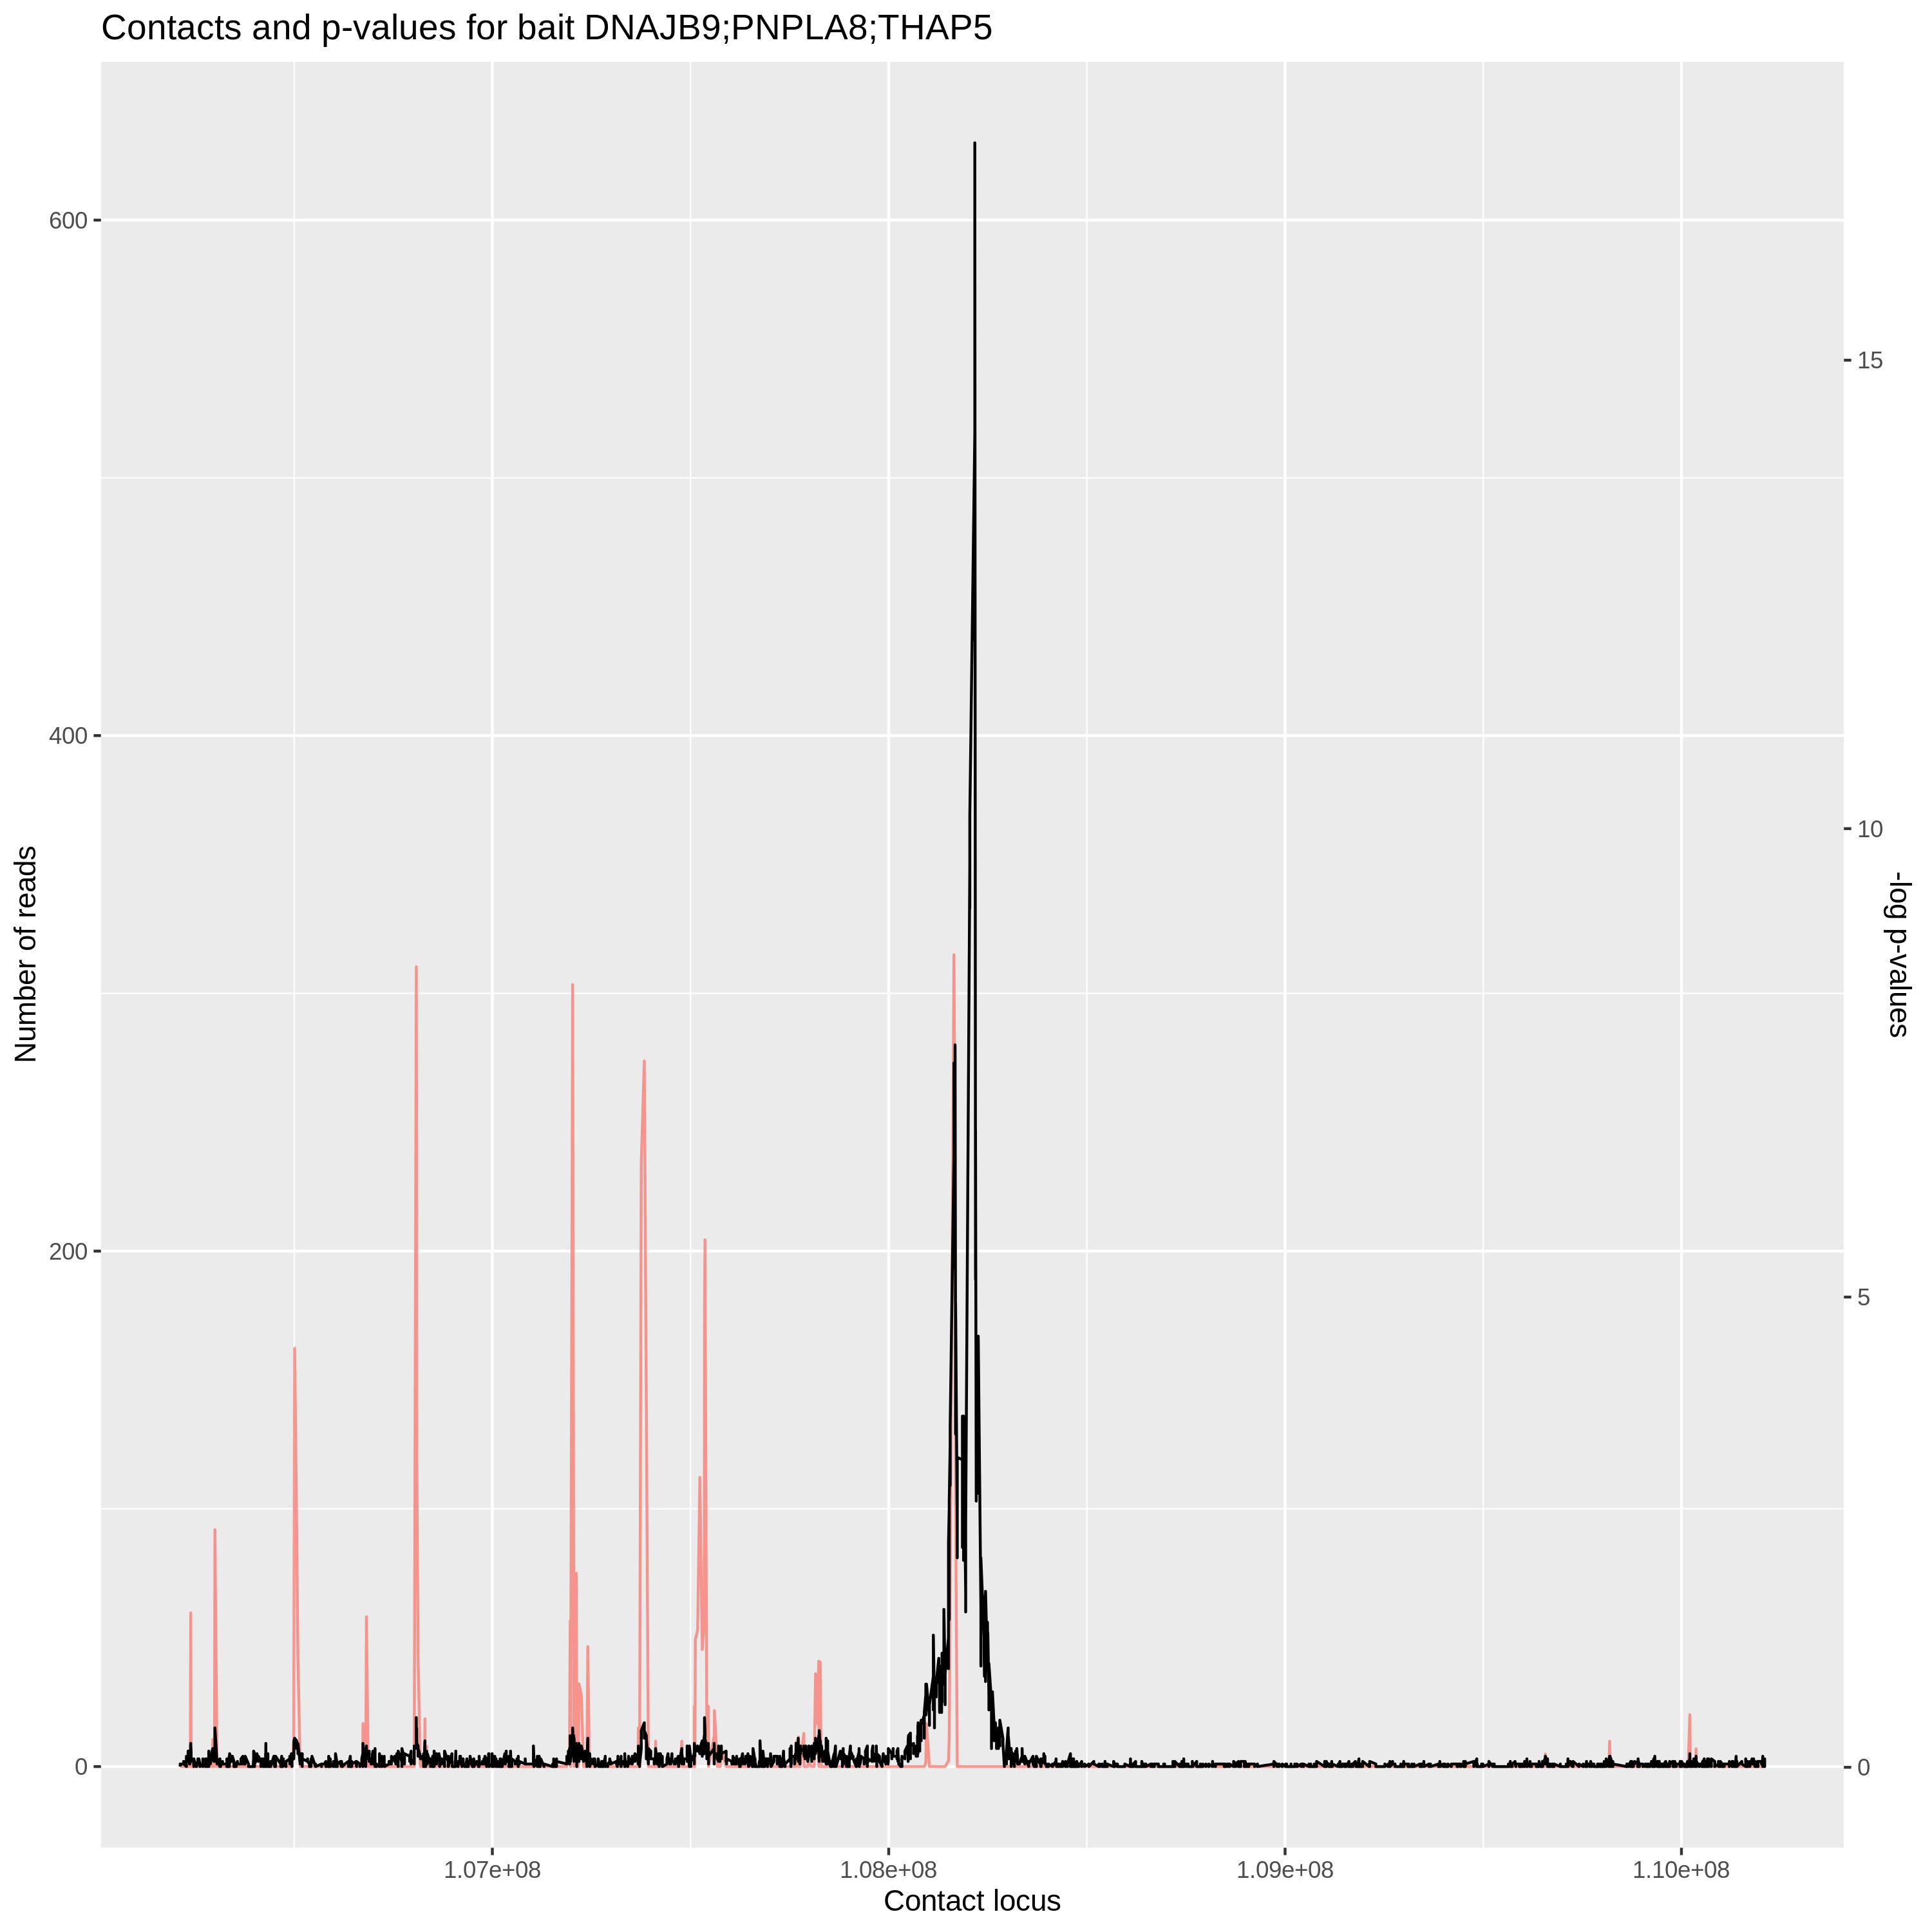 Contacts and p-values for bait DNAJB9;PNPLA8;THAP5
600
400
200
0
Number of reads
15
10
5
0
-log p-values
1.07e+08
1.08e+08
1.09e+08
1.10e+08
Contact locus